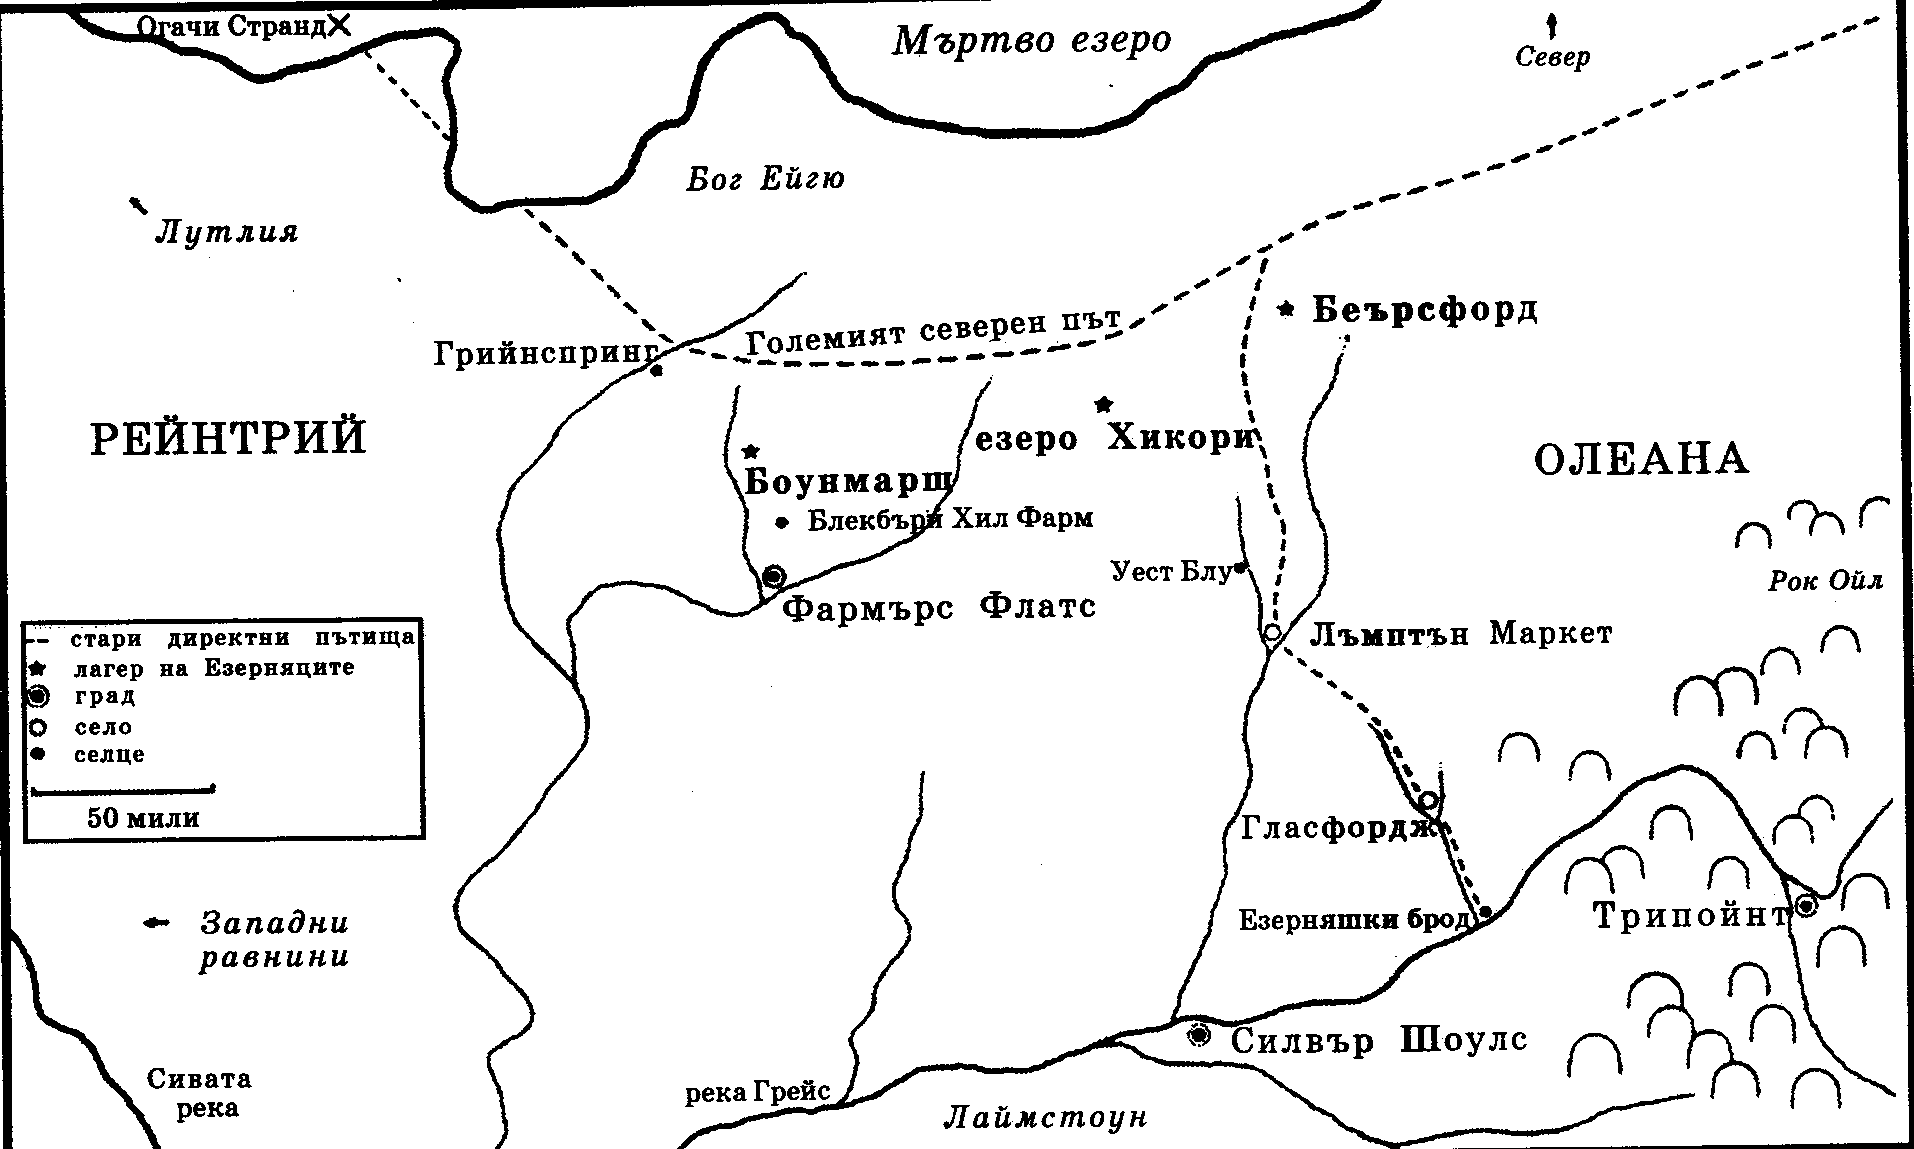 Огачи Странд
Мъртво езеро
Север
Бог Ейгю
Лутлия
Беърсфорд
Големият северен път
Грийнспринг
РЕЙНТРИЙ
езеро Хикори
ОЛЕАНА
Боунмарш
Блекбъри Хил Фарм
Уест Блу
Рок Ойл
Фармърс Флатс
Лъмптън Маркет
стари директни пътища
лагер на Езерняците
град
село
селце
50 мили
Гласфордж
Западни
равнини
Езерняшки брод
Трипойнт
Силвър Шоулс
Сивата
река
река Грейс
Лаймстоун